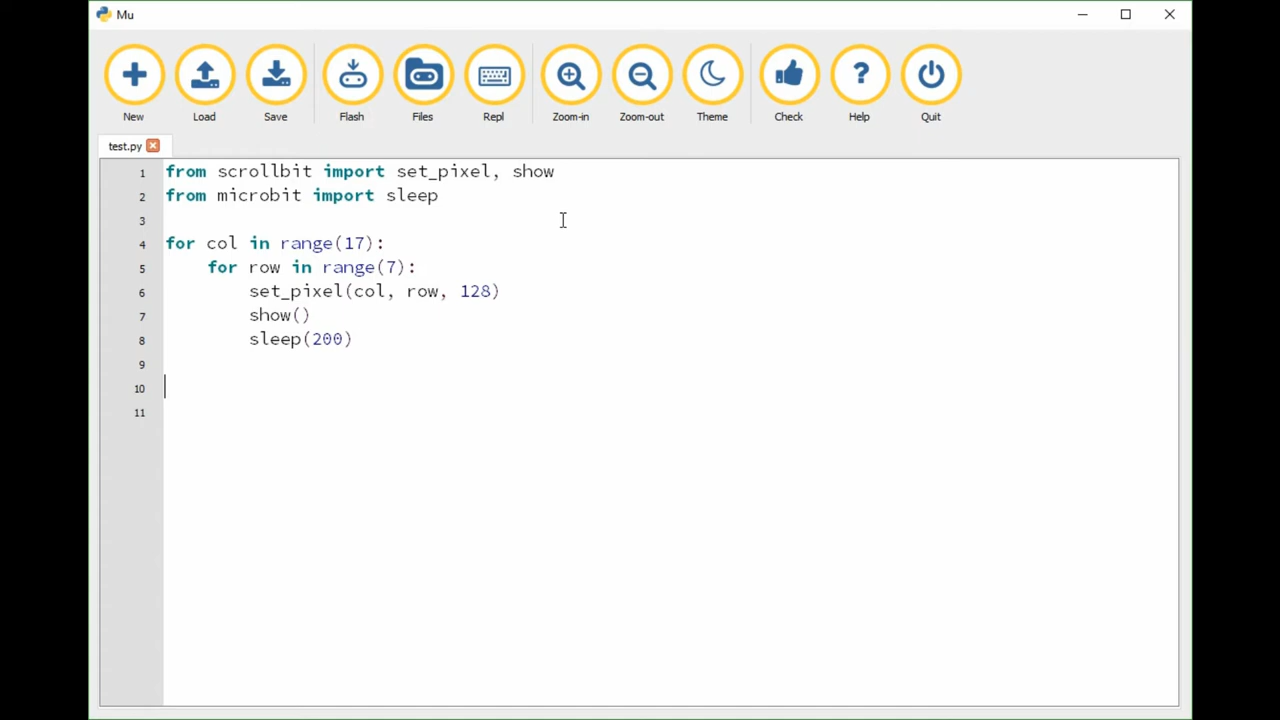 Mu
New Load Save Flash Files Repl Zoom-in Zoom-out Theme Check ? Help Quit
test.py
1 from scrollbit import set_pixel, show
2 from microbit import sleep
3
4 for col in range(17):
5     for row in range(7):
6         set_pixel(col, row, 128)
7         show()
8         sleep(200)
9
10
11